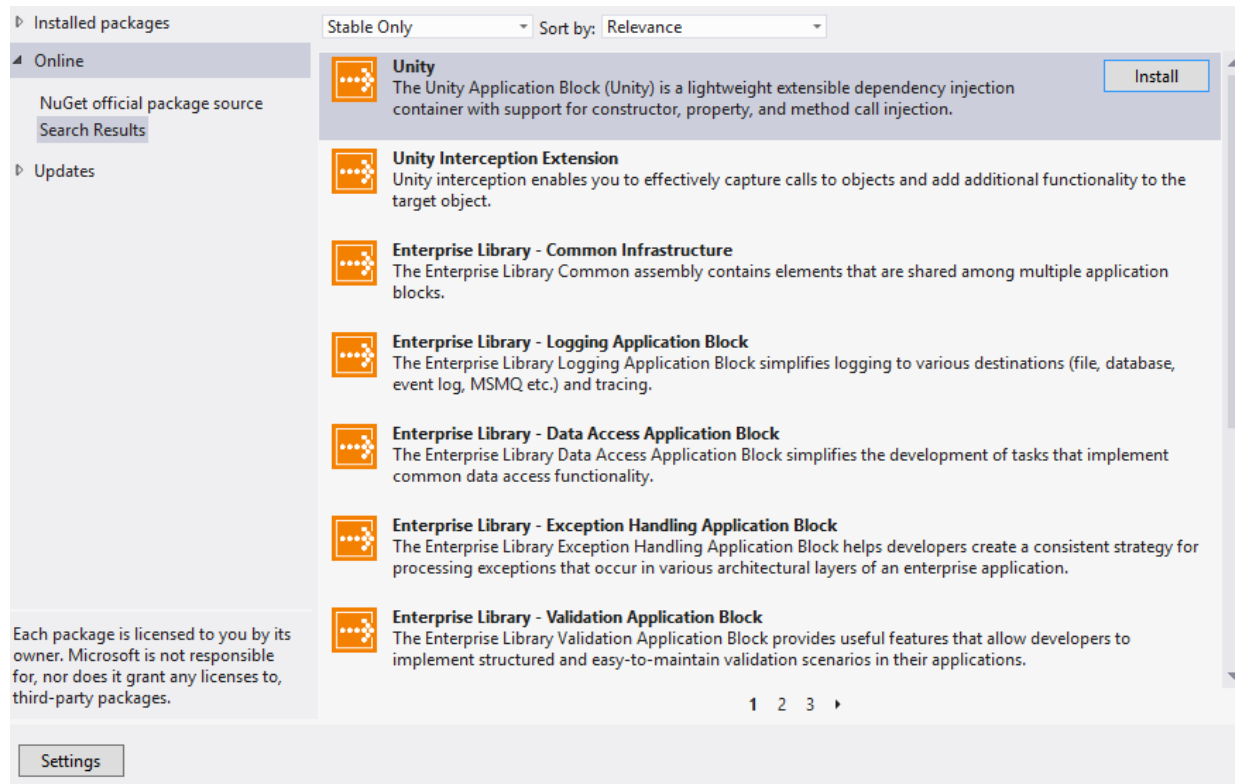 Installed packages
Online
NuGet official package source
Search Results
Updates
Each package is licensed to you by its
owner. Microsoft is not responsible
for, nor does it grant any licenses to,
third-party packages.
Settings
Stable Only
Sort by: Relevance
Unity
The Unity Application Block (Unity) is a lightweight extensible dependency injection
container with support for constructor, property, and method call injection.
Install
Unity Interception Extension
Unity interception enables you to effectively capture calls to objects and add additional functionality to the
target object.
Enterprise Library - Common Infrastructure
The Enterprise Library Common assembly contains elements that are shared among multiple application
blocks.
Enterprise Library - Logging Application Block
The Enterprise Library Logging Application Block simplifies logging to various destinations (file, database,
event log, MSMQ etc.) and tracing.
Enterprise Library - Data Access Application Block
The Enterprise Library Data Access Application Block simplifies the development of tasks that implement
common data access functionality.
Enterprise Library - Exception Handling Application Block
The Enterprise Library Exception Handling Application Block helps developers create a consistent strategy for
processing exceptions that occur in various architectural layers of an enterprise application.
Enterprise Library - Validation Application Block
The Enterprise Library Validation Application Block provides useful features that allow developers to
implement structured and easy-to-maintain validation scenarios in their applications.
1 2 3